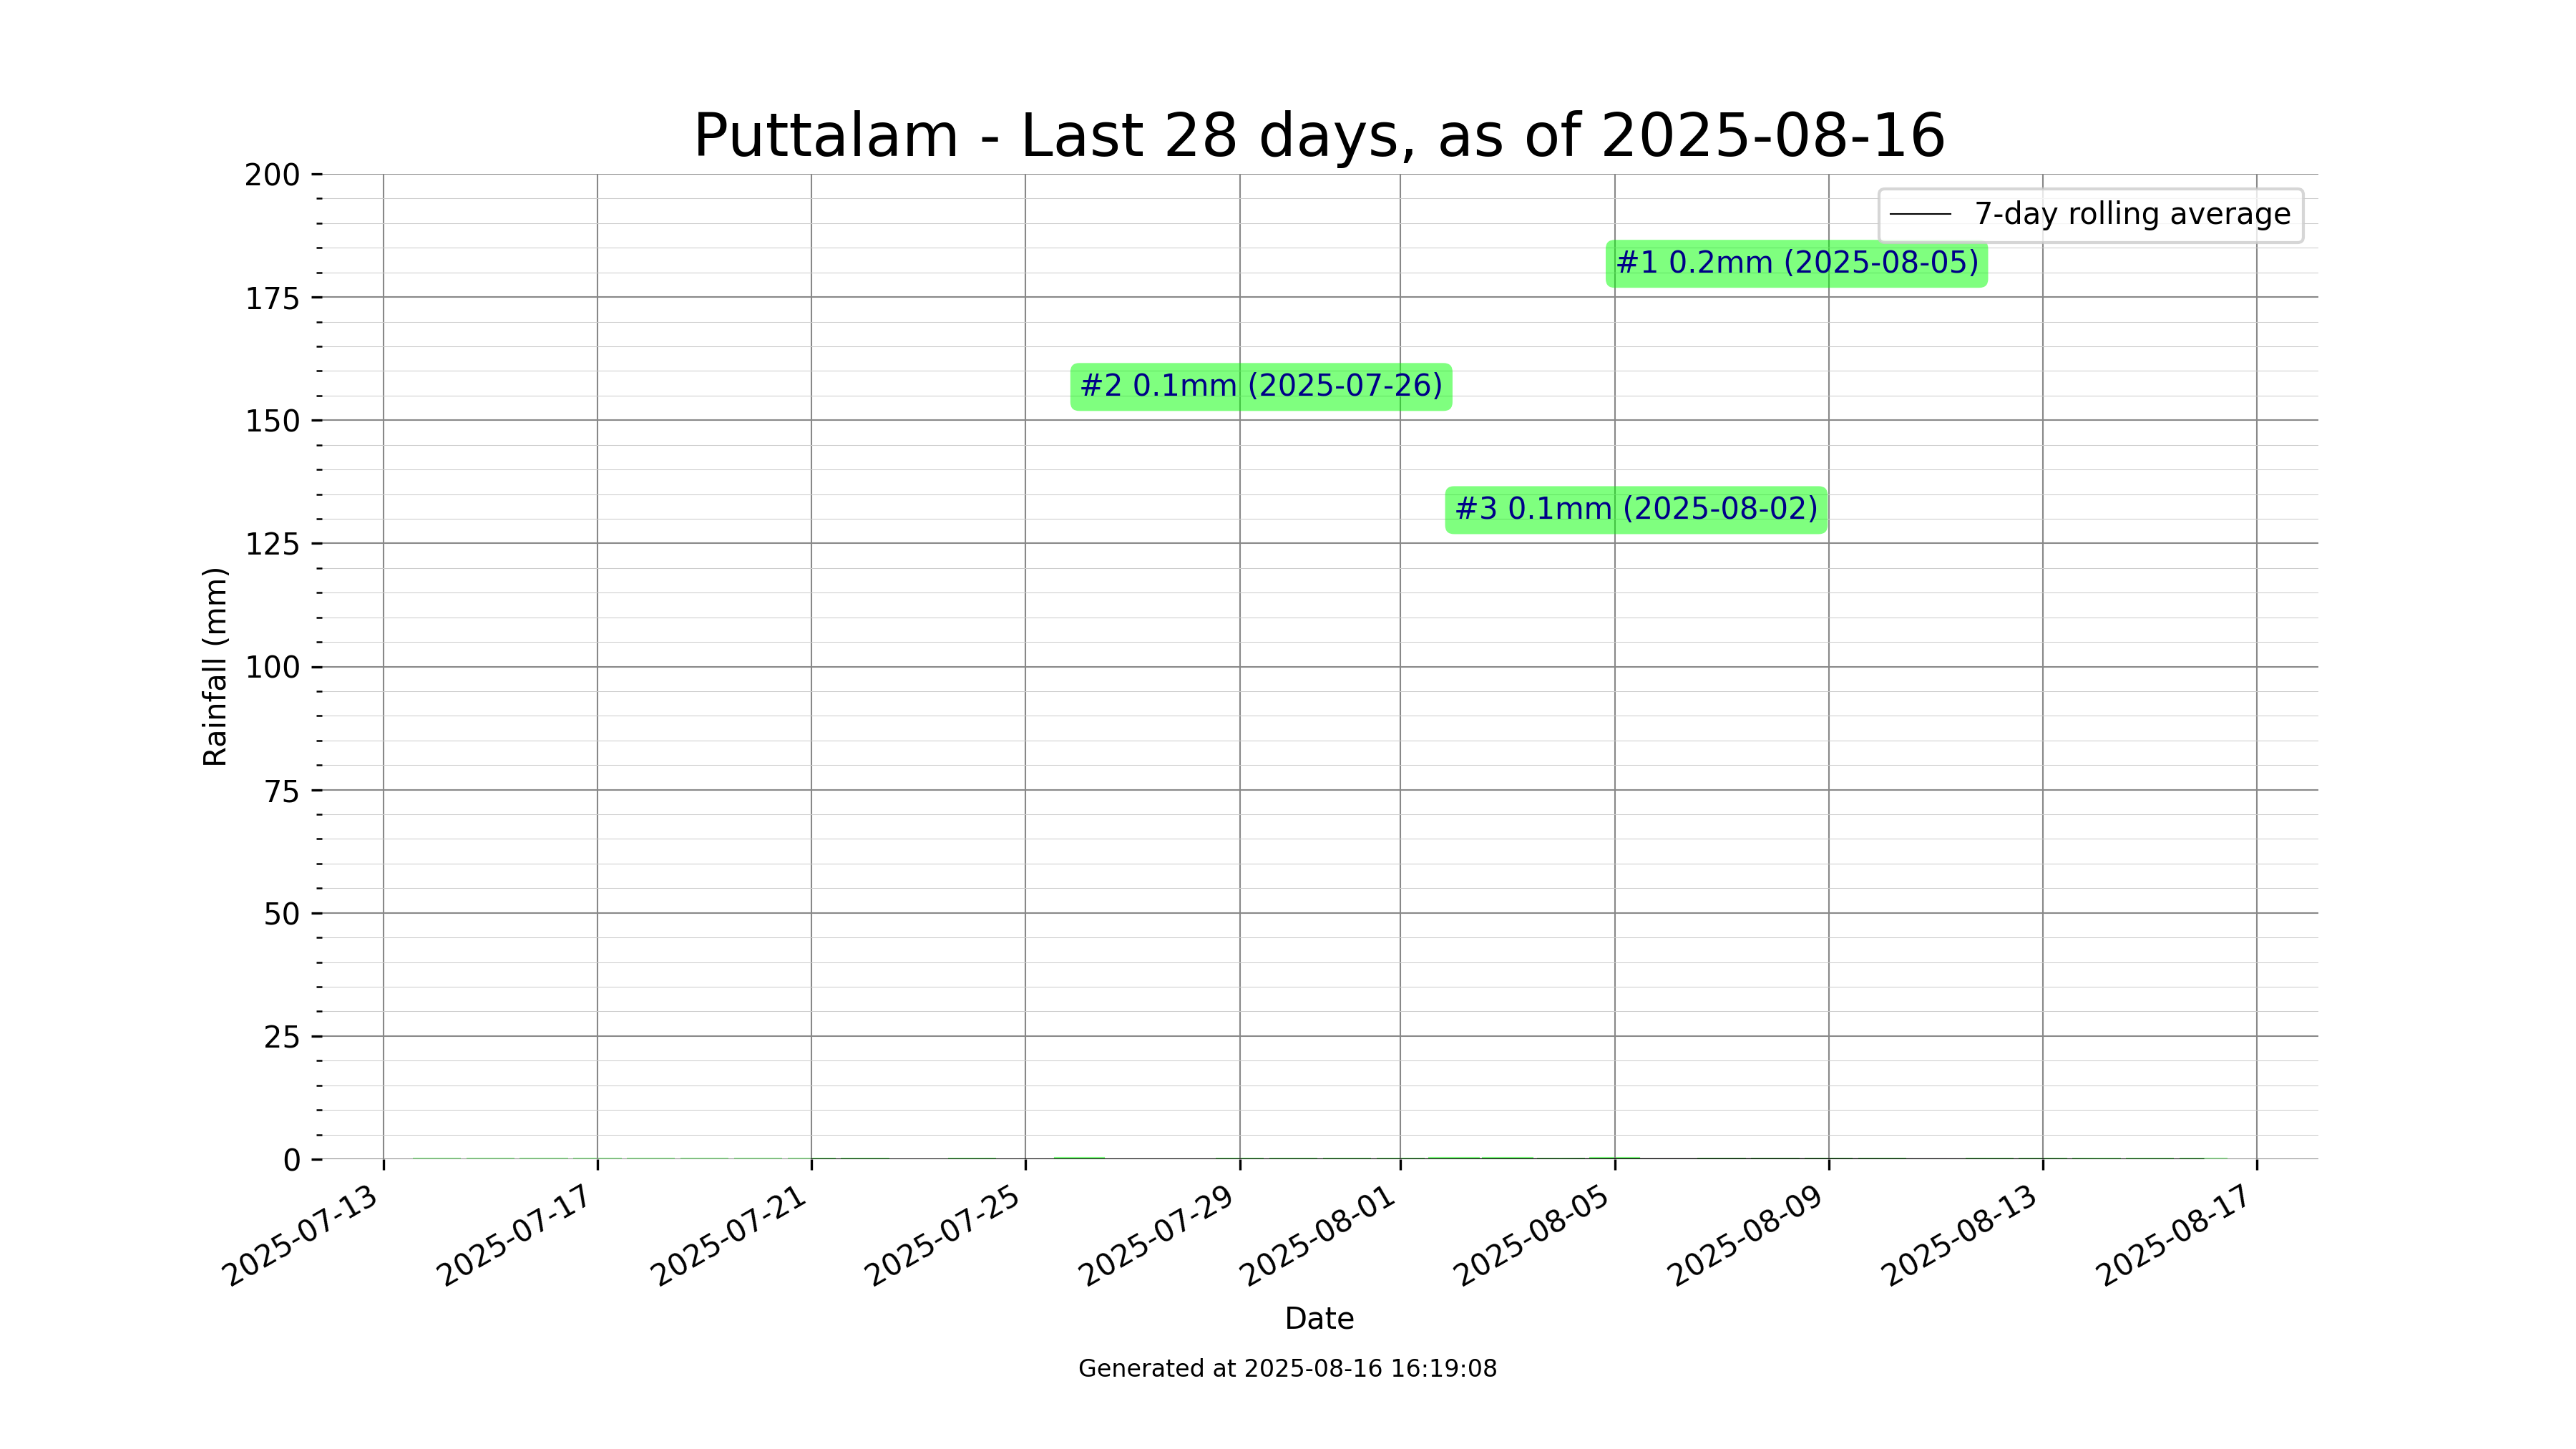 Puttalam - Last 28 days, as of 2025-08-16
200
175
150
125
100
75
50
25
0
Rainfall (mm)
7-day rolling average
#1 0.2mm (2025-08-05)
#2 0.1mm (2025-07-26)
#3 0.1mm (2025-08-02)
2025-07-13
2025-07-17
2025-07-21
2025-07-25
2025-07-29
2025-08-01
2025-08-05
2025-08-09
2025-08-13
2025-08-17
Date
Generated at 2025-08-16 16:19:08